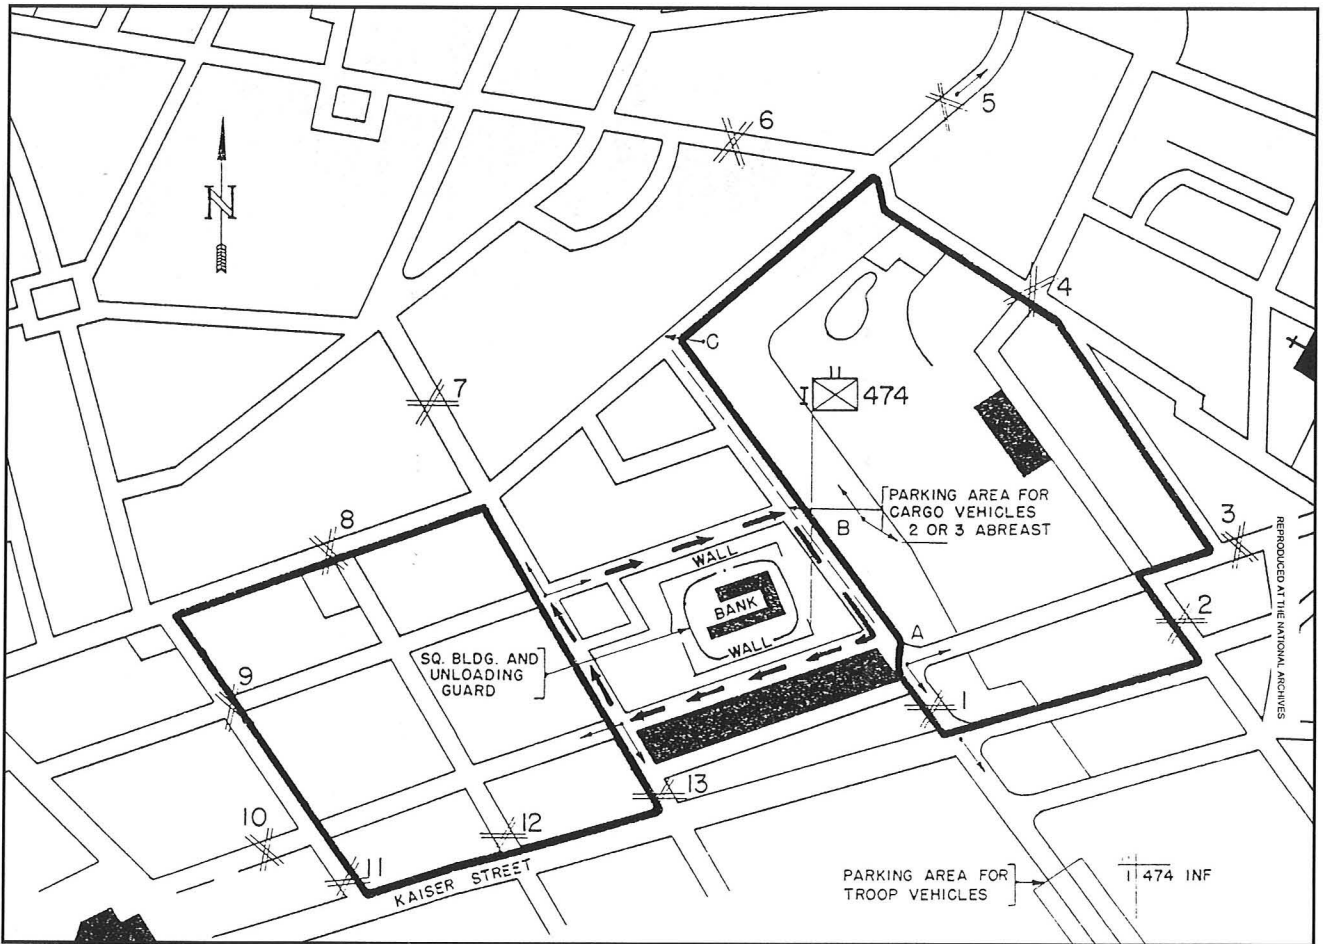 6
5
N
4
C
7
I 474
PARKING AREA FOR
CARGO VEHICLES
2 OR 3 ABREAST
B
8
3
WALL
BANK
2
WALL
A
SQ. BLDG. AND
UNLOADING
GUARD
9
1
13
12
10
11
KAISER STREET
PARKING AREA FOR
TROOP VEHICLES
1 474 INF
REPRODUCED AT THE NATIONAL ARCHIVES